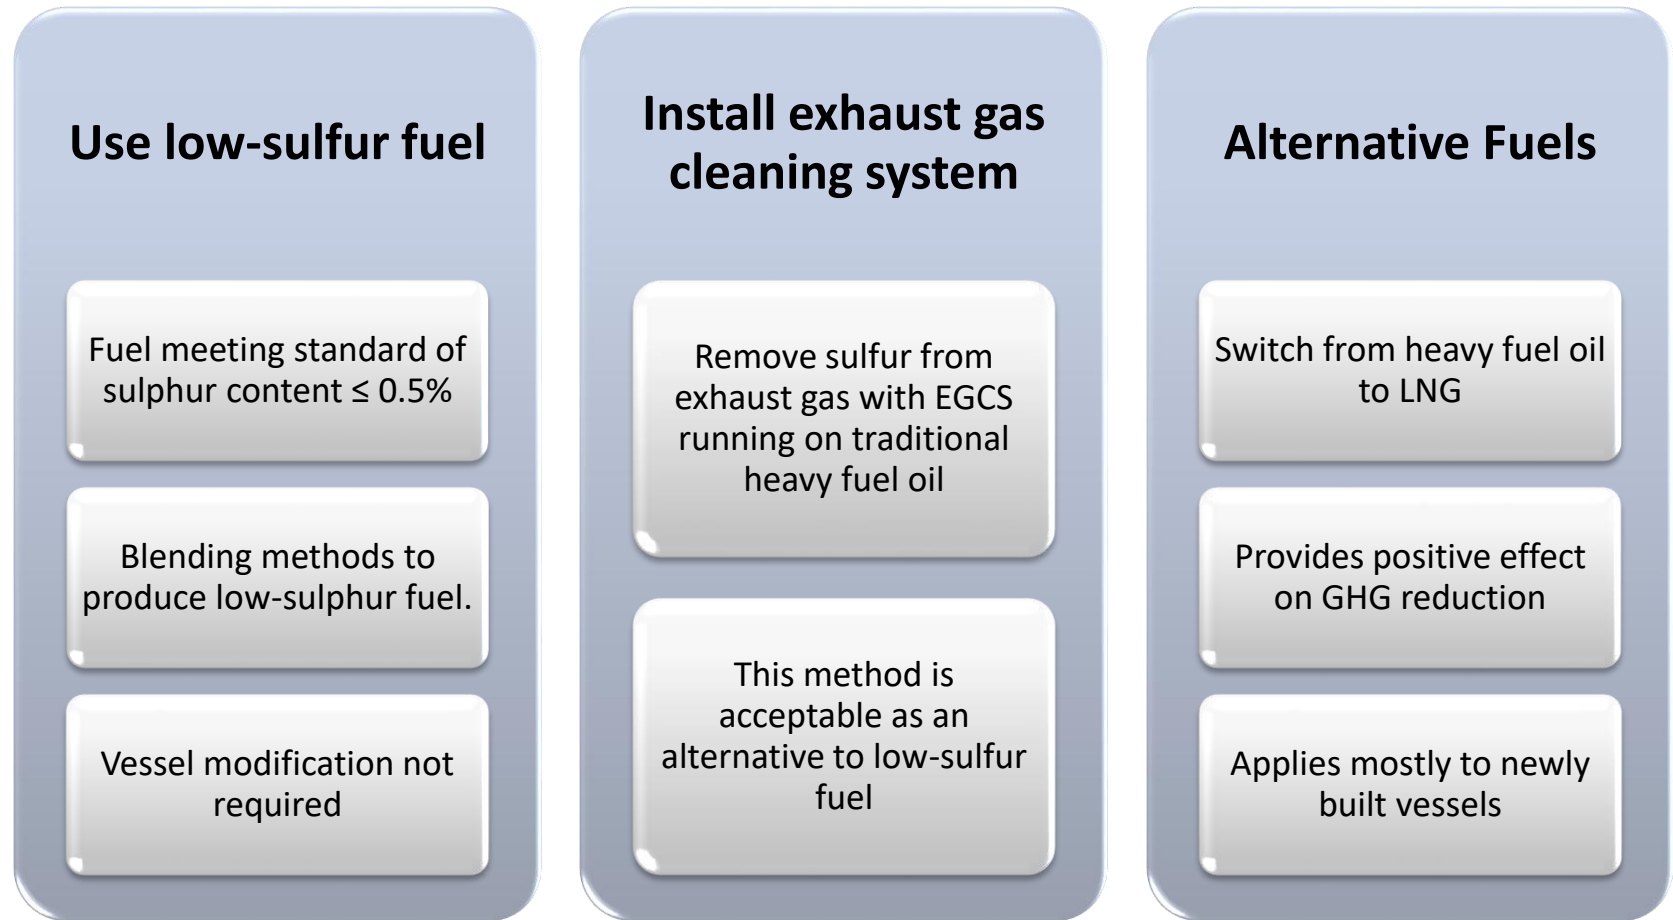 Use low-sulfur fuel
Fuel meeting standard of
sulphur content ≤ 0.5%
Blending methods to
produce low-sulphur fuel.
Vessel modification not
required
Install exhaust gas
cleaning system
Remove sulfur from
exhaust gas with EGCS
running on traditional
heavy fuel oil
This method is
acceptable as an
alternative to low-sulfur
fuel
Alternative Fuels
Switch from heavy fuel oil
to LNG
Provides positive effect
on GHG reduction
Applies mostly to newly
built vessels